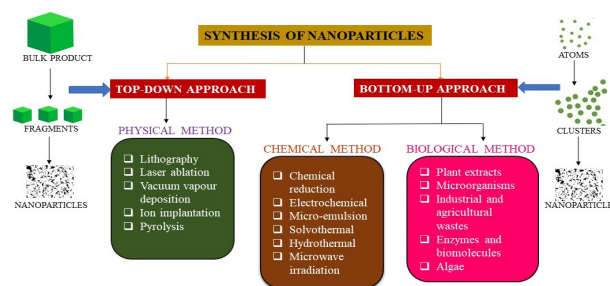 SYNTHESIS OF NANOPARTICLES
BULK PRODUCT
FRAGMENTS
NANOPARTICLES
TOP-DOWN APPROACH
PHYSICAL METHOD
Lithography
Laser ablation
Vacuum vapour
deposition
Ion implantation
Pyrolysis
BOTTOM-UP APPROACH
CHEMICAL METHOD
Chemical
reduction
Electrochemical
Micro-emulsion
Solvothermal
Hydrothermal
Microwave
irradiation
BIOLOGICAL METHOD
Plant extracts
Microorganisms
Industrial and
agricultural
wastes
Enzymes and
biomolecules
Algae
ATOMS
CLUSTERS
NANOPARTICLE